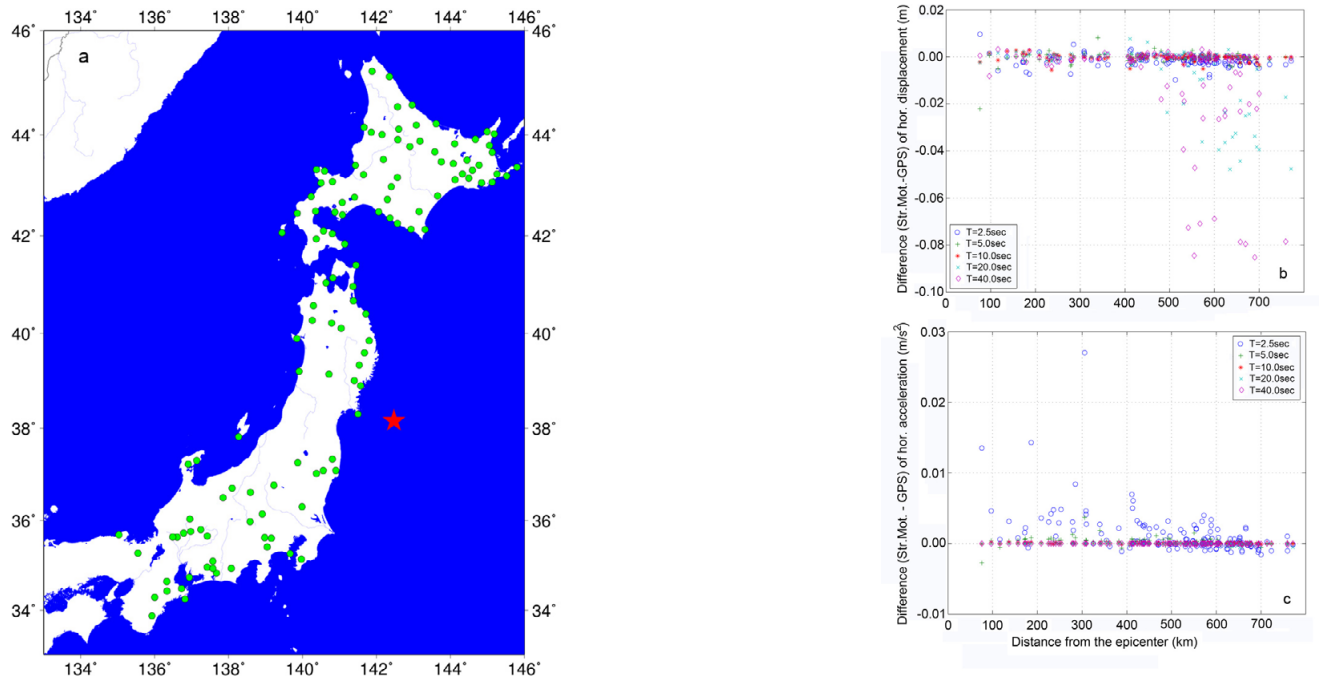 134° 136° 138° 140° 142° 144° 146°
46° 46°
a
44° 44°
42° 42°
40° 40°
38° 38°
36° 36°
34° 34°
134° 136° 138° 140° 142° 144° 146°
Difference (Str.Mot.-GPS) of hor. displacement (m)
0.00
-0.02
-0.04
-0.06
-0.08
-0.10
T=2.5sec
T=5.0sec
T=10.0sec
T=20.0sec
T=40.0sec
b
0 100 200 300 400 500 600 700
Difference (Str.Mot. - GPS) of hor. acceleration (m/s²)
0.03
0.02
0.01
0.00
-0.01
T=2.5sec
T=5.0sec
T=10.0sec
T=20.0sec
T=40.0sec
c
0 100 200 300 400 500 600 700
Distance from the epicenter (km)